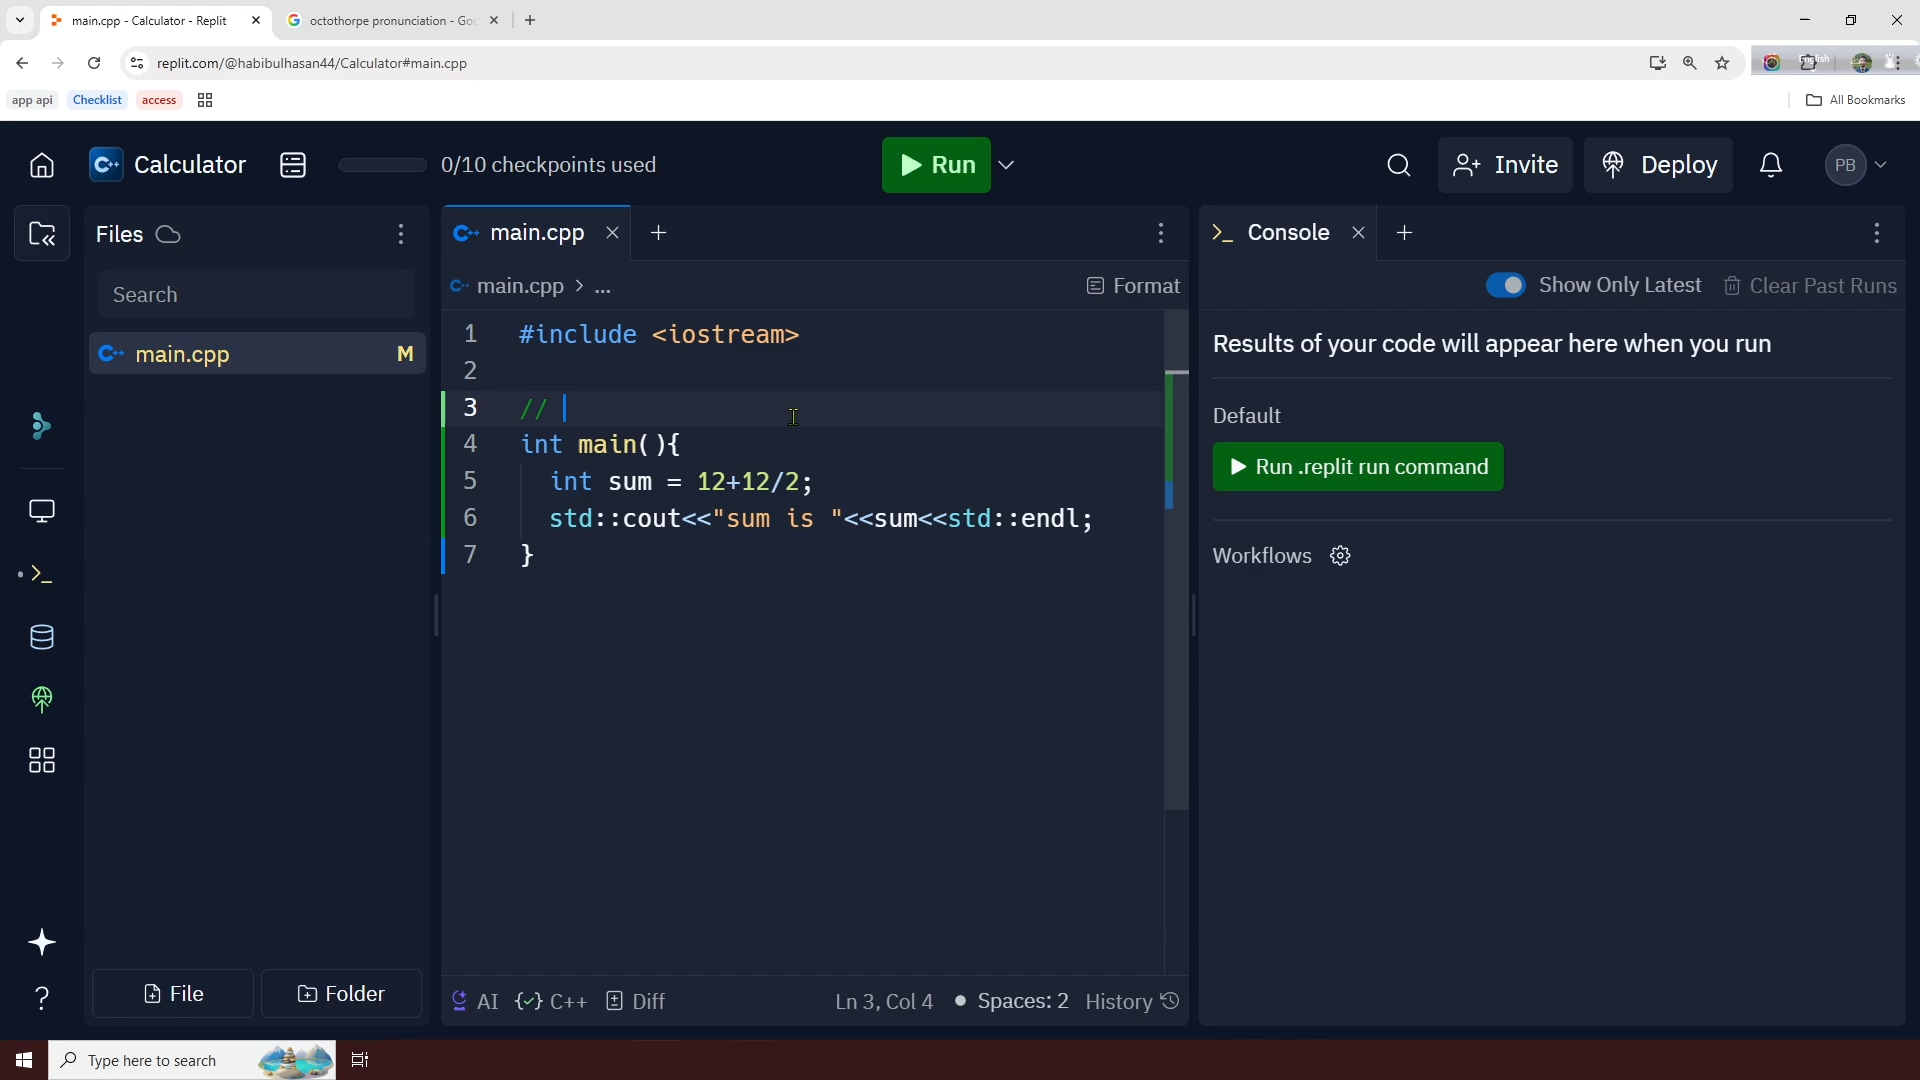 main.cpp - Calculator - Replit
octothorpe pronunciation - Goo
replit.com/@habibulhasan44/Calculator#main.cpp
English
app api
Checklist
access
All Bookmarks
C++
Calculator
0/10 checkpoints used
Run
Invite
Deploy
PB
Files
Search
main.cpp
M
main.cpp
main.cpp > ...
Format
1 #include <iostream>
2
3 //
4 int main(){
5 int sum = 12+12/2;
6 std::cout<<"sum is "<<sum<<std::endl;
7 }
Console
Show Only Latest
Clear Past Runs
Results of your code will appear here when you run
Default
Run .replit run command
Workflows
File
Folder
AI
C++
Diff
Ln 3, Col 4
Spaces: 2
History
Type here to search